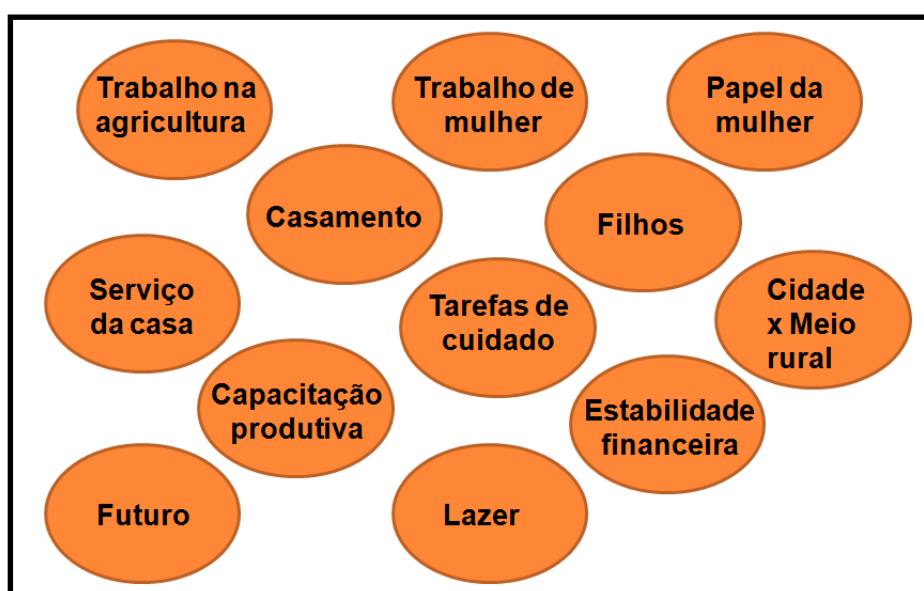 Trabalho na
agricultura
Trabalho de
mulher
Papel da
mulher
Casamento
Filhos
Serviço
da casa
Tarefas de
cuidado
Cidade
x Meio
rural
Capacitação
produtiva
Estabilidade
financeira
Futuro
Lazer